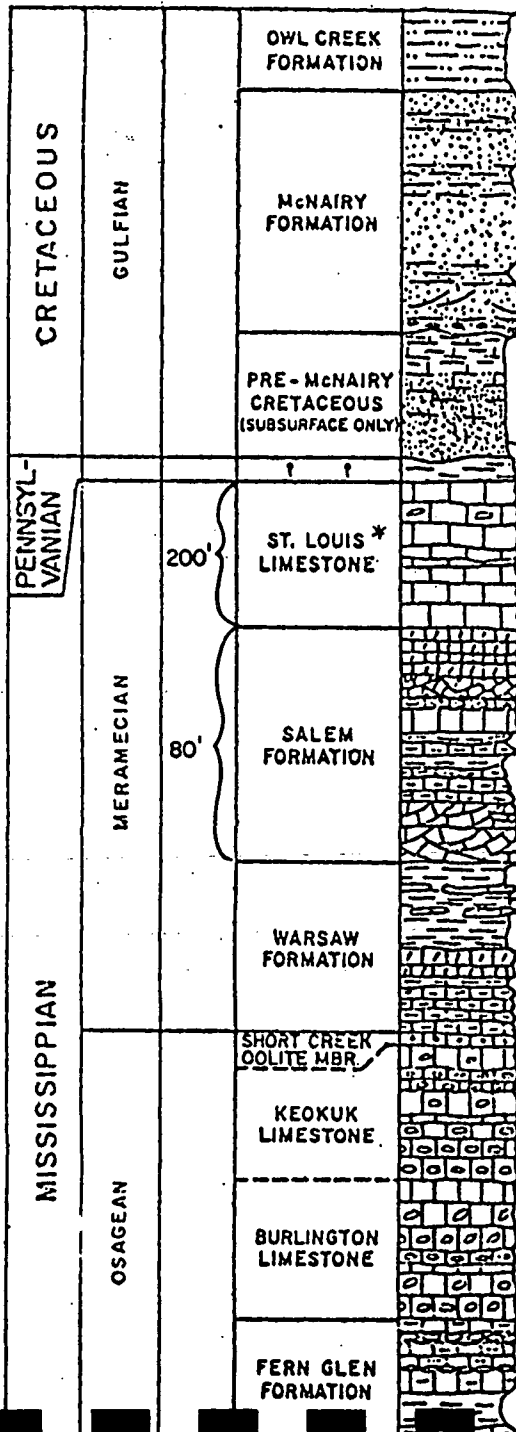 CRETACEOUS
GULFIAN
OWL CREEK
FORMATION
McNAIRY
FORMATION
PRE-McNAIRY
CRETACEOUS
(SUBSURFACE ONLY)
PENNSYL-
VANIAN
MISSISSIPPIAN
MERAMECIAN
200'
ST. LOUIS *
LIMESTONE
80'
SALEM
FORMATION
WARSAW
FORMATION
OSAGEAN
SHORT CREEK
OOLITE MBR.
KEOKUK
LIMESTONE
BURLINGTON
LIMESTONE
FERN GLEN
FORMATION